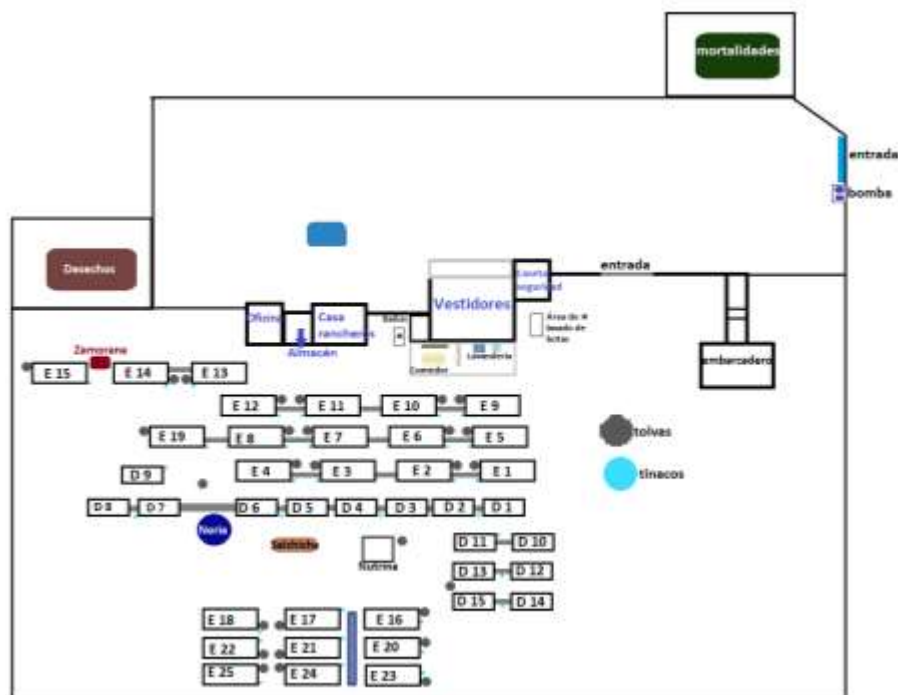 mortalidades
entrada
bomba
Desechos
entrada
Caseta
seguridad
Vestidores
Oficina
Casa
rancheros
Baños
Área de
lavado de
botas
Almacén
Comedor
Lavandería
Zamorano
E 15
E 14
E 13
E 12
E 11
E 10
E 9
E 19
E 8
E 7
E 6
E 5
tolvas
E 4
E 3
E 2
E 1
tinacos
D 9
D 8
D 7
D 6
D 5
D 4
D 3
D 2
D 1
Noria
Salchicha
Nutrina
D 11
D 10
D 13
D 12
D 15
D 14
E 18
E 17
E 16
E 22
E 21
E 20
E 25
E 24
E 23